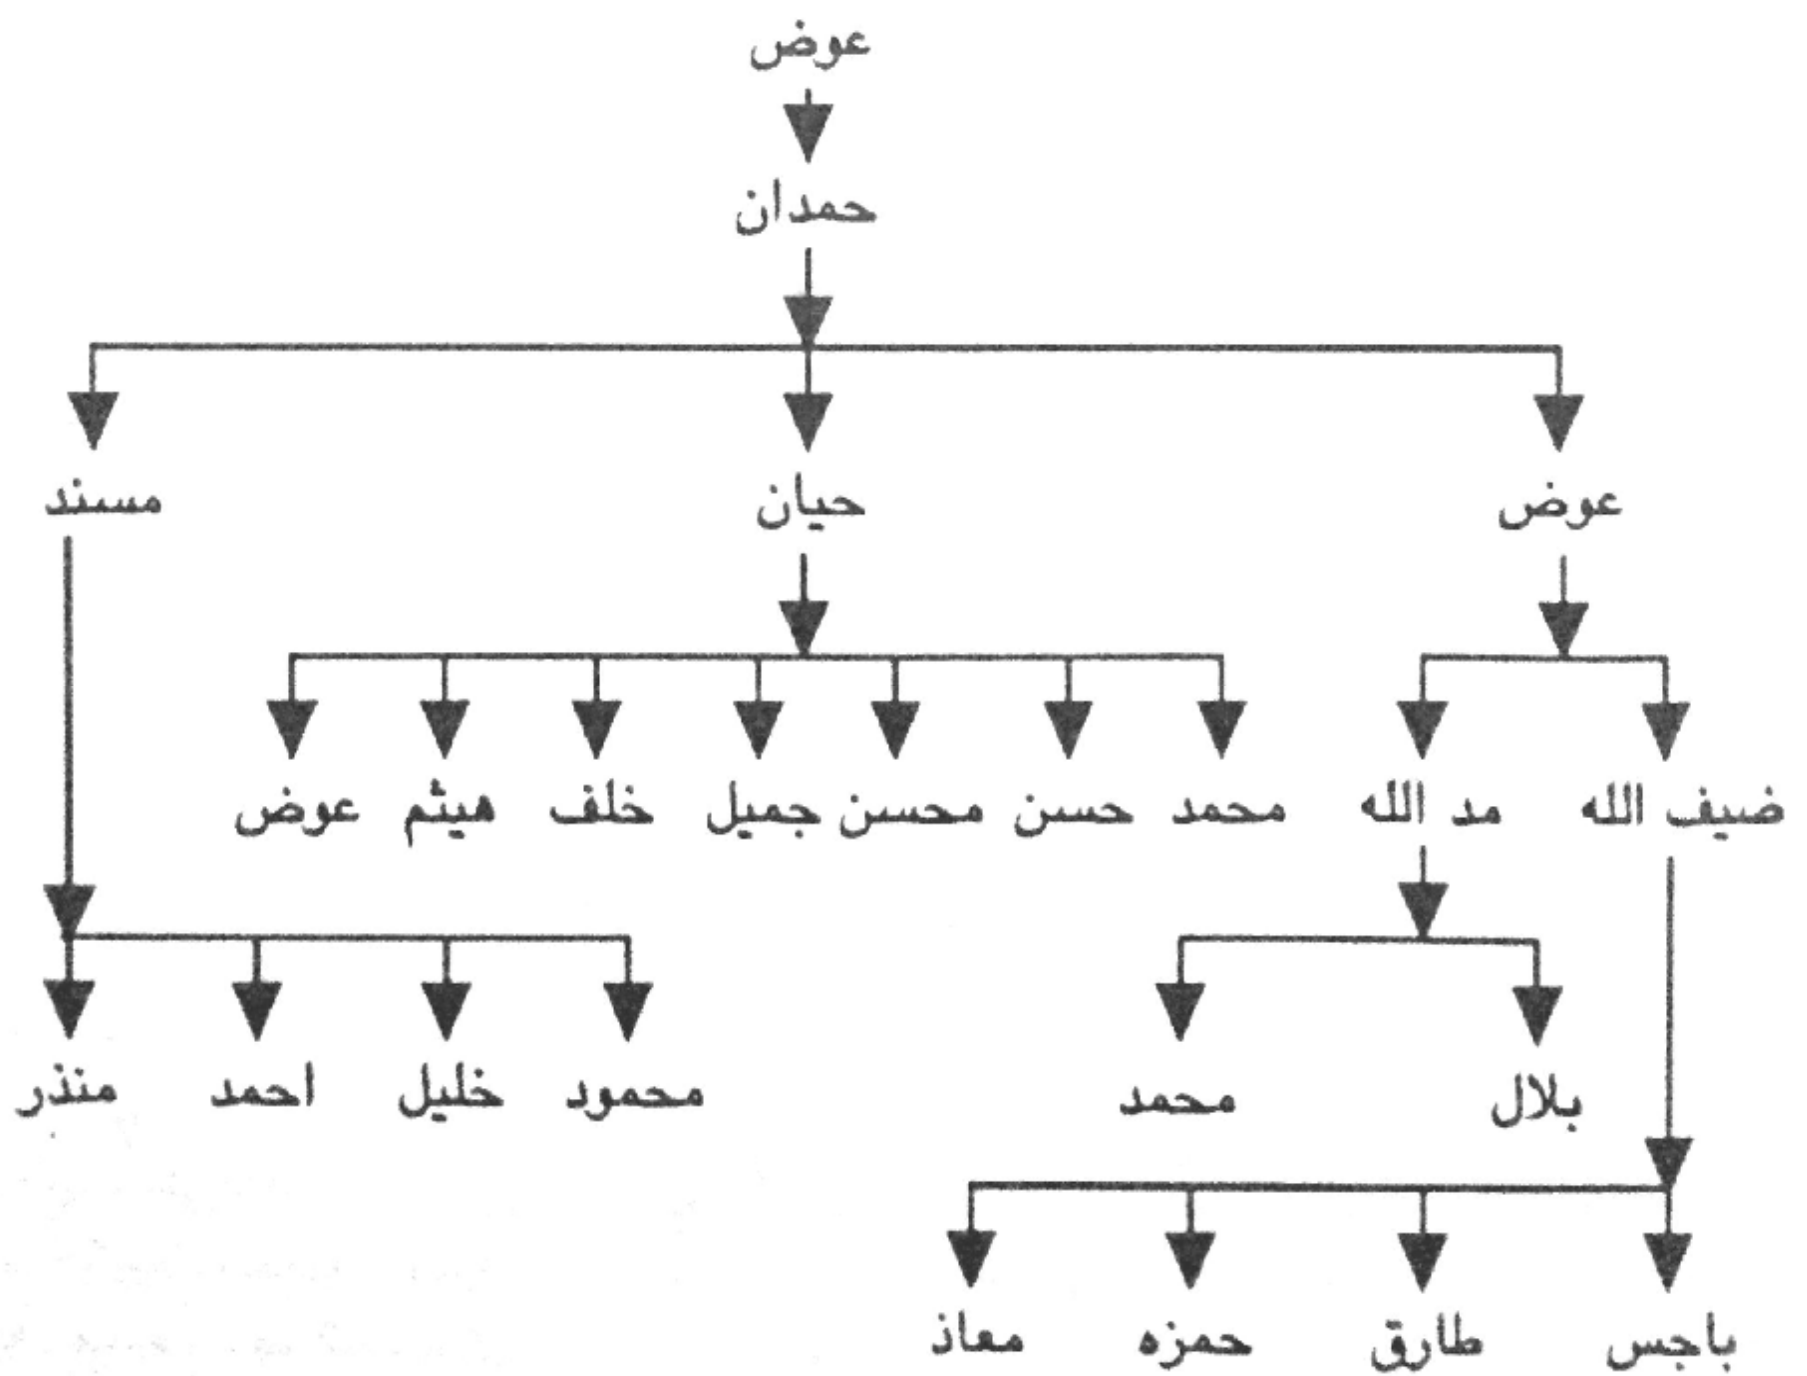 عوض
حمدان
عوض حيان مسند
ضيف الله مد الله محمد حسن محسن جميل خلف هيثم عوض
بلال محمد محمود خليل احمد منذر
باجس طارق حمزه معاذ